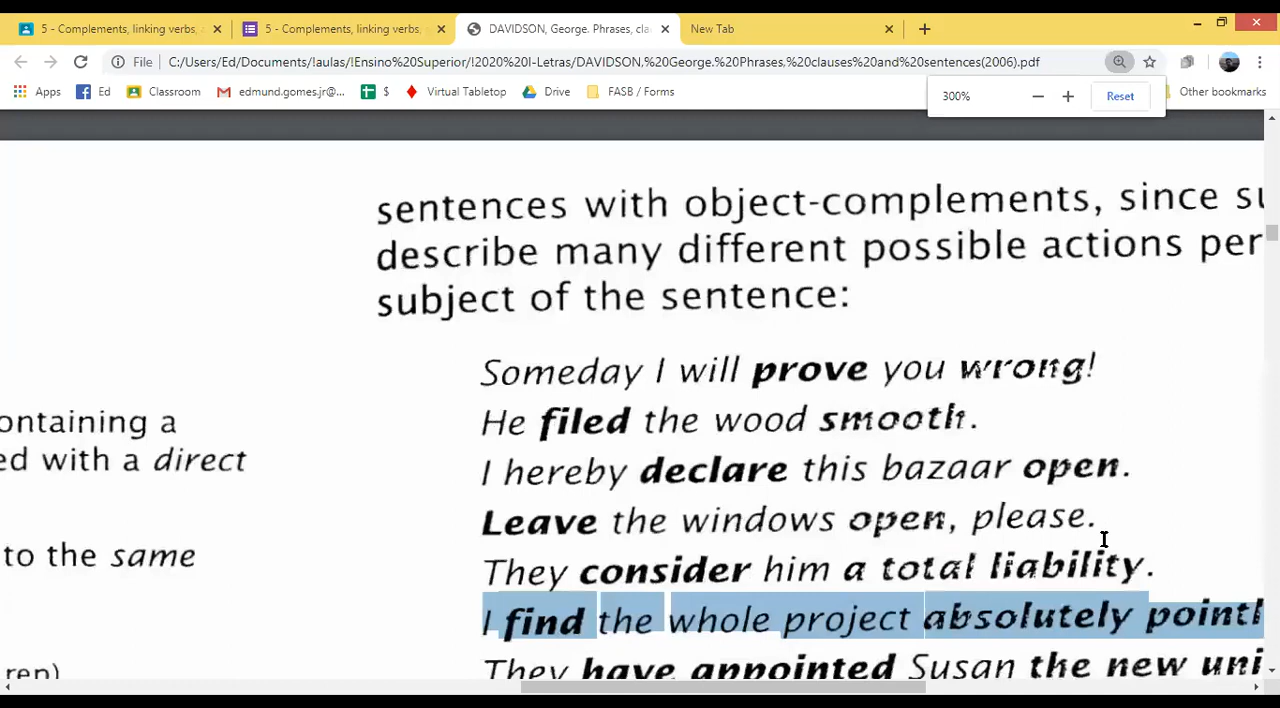 5 - Complements, linking verbs,
5 - Complements, linking verbs,
DAVIDSON, George. Phrases, cla
New Tab
File
C:/Users/Ed/Documents/!aulas/!Ensino%20Superior/!2020%20I-Letras/DAVIDSON,%20George.%20Phrases,%20clauses%20and%20sentences(2006).pdf
Apps
Ed
Classroom
edmund.gomes.jr@...
$
Virtual Tabletop
Drive
FASB / Forms
Other bookmarks
300%
Reset
sentences with object-complements, since su
describe many different possible actions per
subject of the sentence:
Someday I will prove you wrong!
He filed the wood smooth.
I hereby declare this bazaar open.
Leave the windows open, please.
They consider him a total liability.
I find the whole project absolutely pointl
They have appointed Susan the new uni
ontaining a
ed with a direct
to the same
ren)